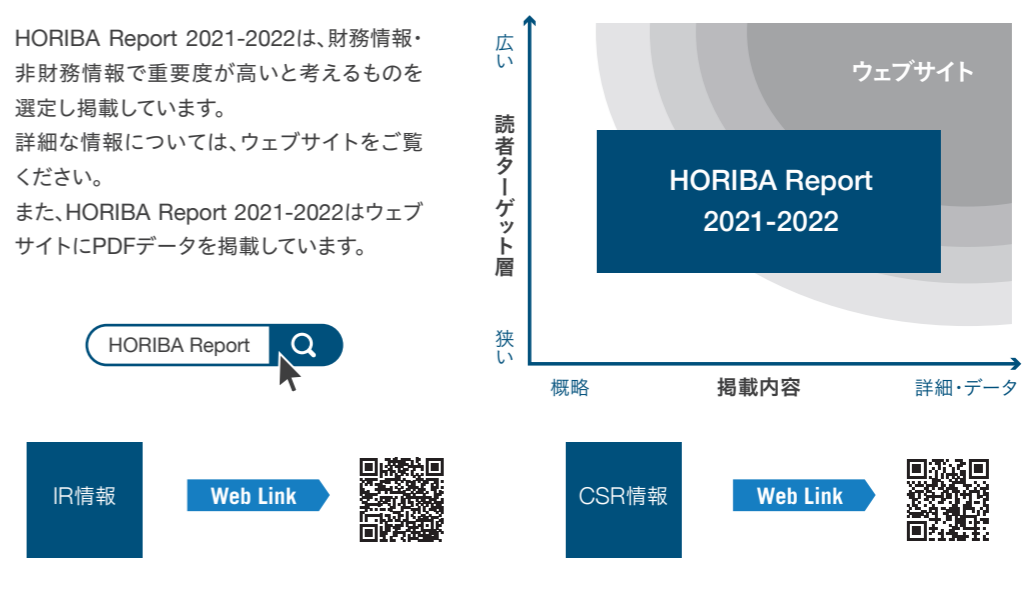 HORIBA Report 2021-2022は、財務情報・
非財務情報で重要度が高いと考えるものを
選定し掲載しています。
詳細な情報については、ウェブサイトをご覧
ください。
また、HORIBA Report 2021-2022はウェブ
サイトにPDFデータを掲載しています。
HORIBA Report
広い
読者ターゲット層
狭い
ウェブサイト
HORIBA Report
2021-2022
概略
掲載内容
詳細・データ
IR情報
Web Link
CSR情報
Web Link